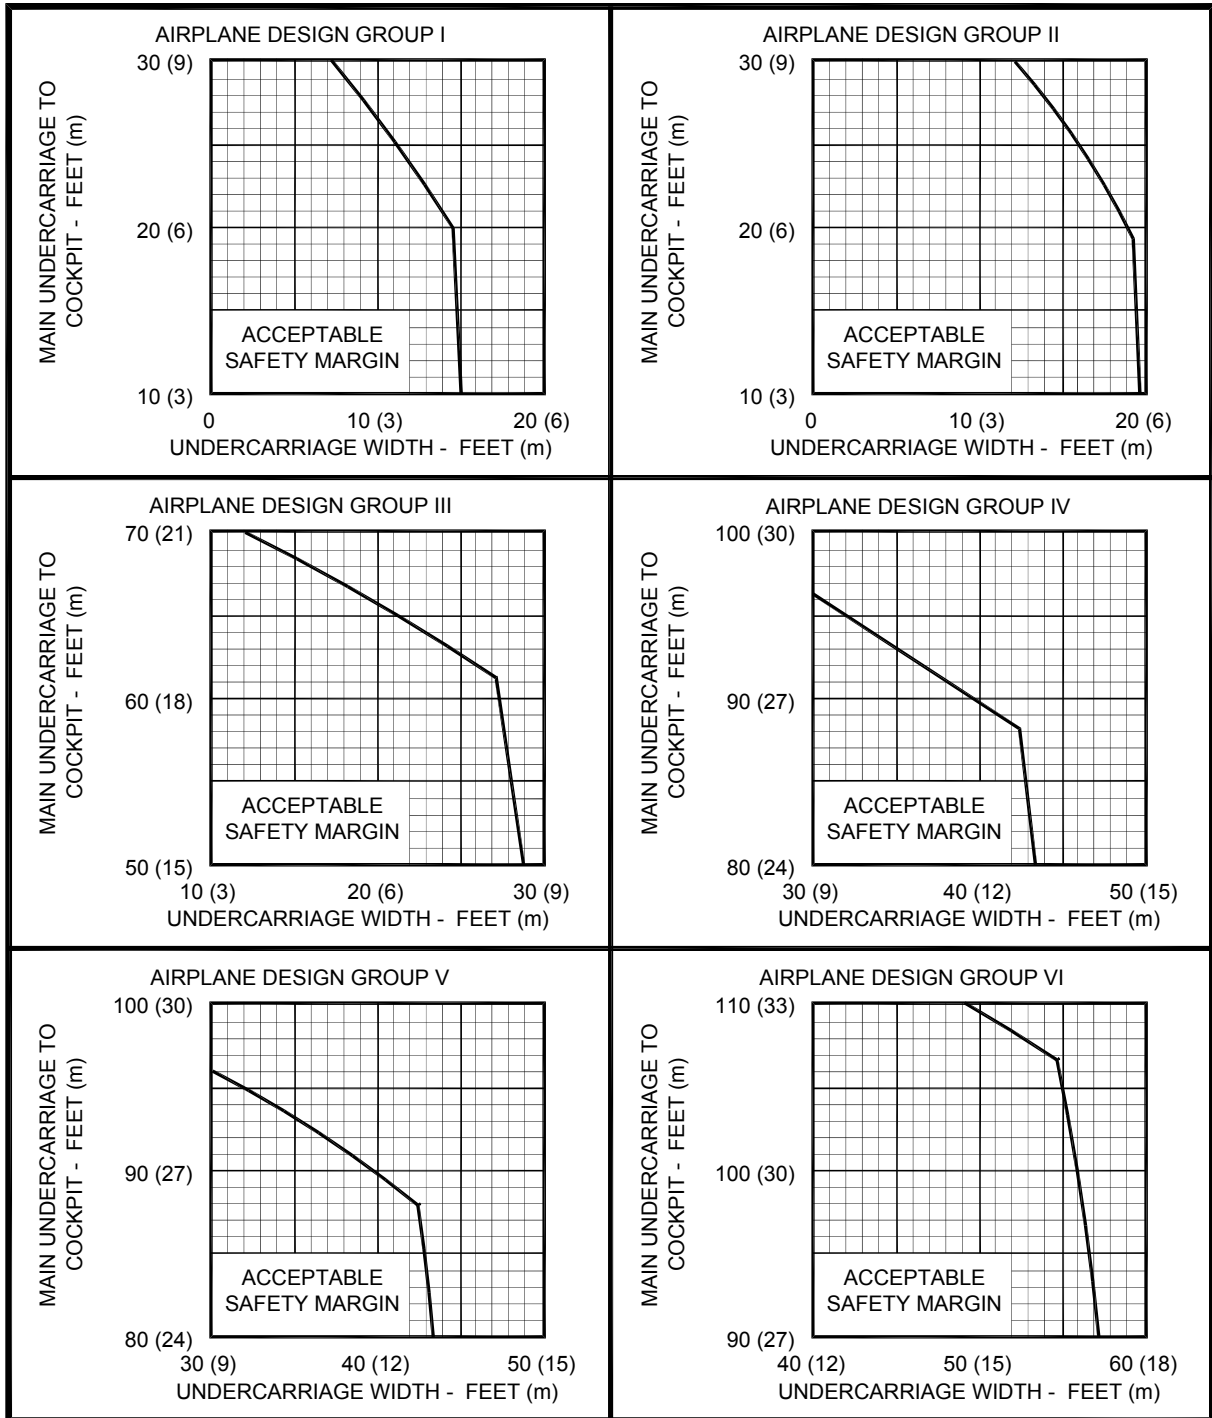 AIRPLANE DESIGN GROUP I
MAIN UNDERCARRIAGE TO
COCKPIT - FEET (m)
30 (9)
20 (6)
10 (3)
ACCEPTABLE
SAFETY MARGIN
0 10 (3) 20 (6)
UNDERCARRIAGE WIDTH - FEET (m)
AIRPLANE DESIGN GROUP II
MAIN UNDERCARRIAGE TO
COCKPIT - FEET (m)
30 (9)
20 (6)
10 (3)
ACCEPTABLE
SAFETY MARGIN
0 10 (3) 20 (6)
UNDERCARRIAGE WIDTH - FEET (m)
AIRPLANE DESIGN GROUP III
MAIN UNDERCARRIAGE TO
COCKPIT - FEET (m)
70 (21)
60 (18)
50 (15)
ACCEPTABLE
SAFETY MARGIN
10 (3) 20 (6) 30 (9)
UNDERCARRIAGE WIDTH - FEET (m)
AIRPLANE DESIGN GROUP IV
MAIN UNDERCARRIAGE TO
COCKPIT - FEET (m)
100 (30)
90 (27)
80 (24)
ACCEPTABLE
SAFETY MARGIN
30 (9) 40 (12) 50 (15)
UNDERCARRIAGE WIDTH - FEET (m)
AIRPLANE DESIGN GROUP V
MAIN UNDERCARRIAGE TO
COCKPIT - FEET (m)
100 (30)
90 (27)
80 (24)
ACCEPTABLE
SAFETY MARGIN
30 (9) 40 (12) 50 (15)
UNDERCARRIAGE WIDTH - FEET (m)
AIRPLANE DESIGN GROUP VI
MAIN UNDERCARRIAGE TO
COCKPIT - FEET (m)
110 (33)
100 (30)
90 (27)
ACCEPTABLE
SAFETY MARGIN
40 (12) 50 (15) 60 (18)
UNDERCARRIAGE WIDTH - FEET (m)